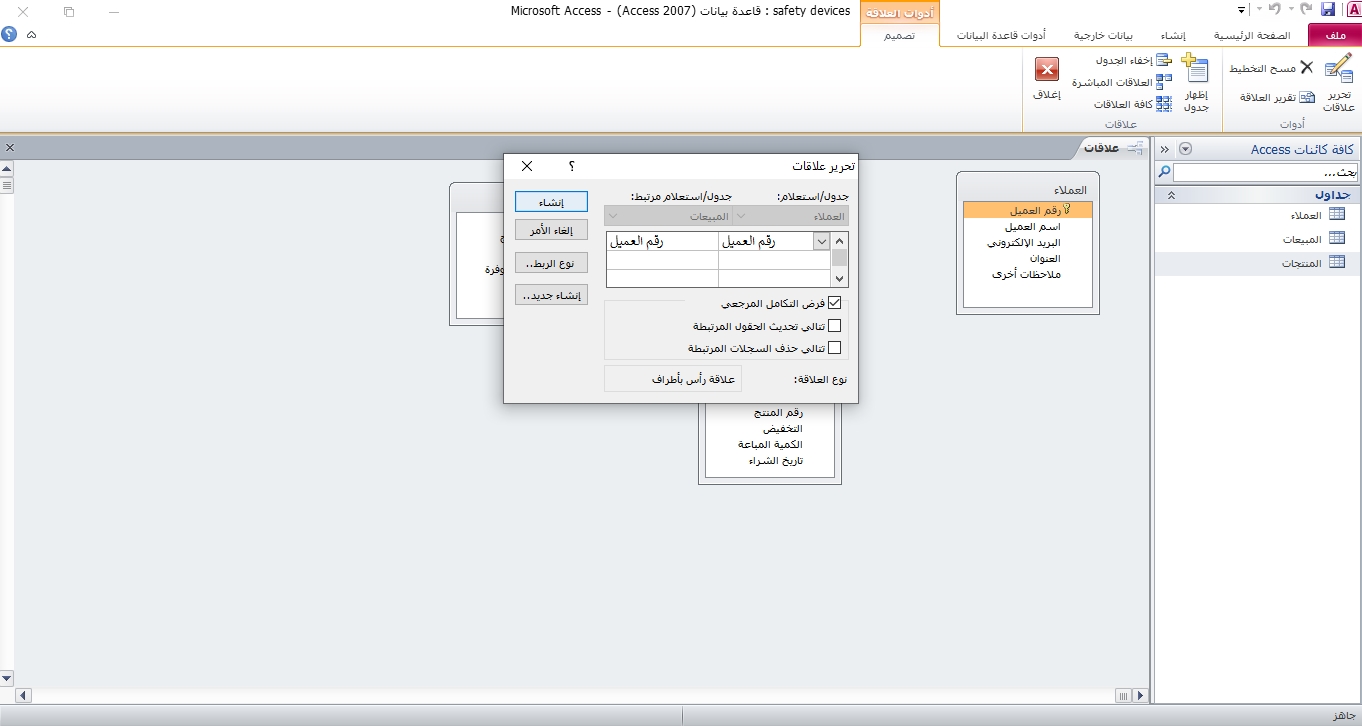 safety devices : قاعدة بيانات (Access 2007) - Microsoft Access
أدوات العلاقة
ملف
الصفحة الرئيسية
إنشاء
بيانات خارجية
أدوات قاعدة البيانات
تصميم
تحرير علاقات
مسح التخطيط
تقرير العلاقة
أدوات
إظهار جدول
إخفاء الجدول
العلاقات المباشرة
كافة العلاقات
علاقات
إغلاق
كافة كائنات Access
بحث...
جداول
العملاء
المبيعات
المنتجات
علاقات
العملاء
رقم العميل
اسم العميل
البريد الإلكتروني
العنوان
ملاحظات أخرى
تحرير علاقات
؟
جدول/استعلام:
جدول/استعلام مرتبط:
العملاء
المبيعات
رقم العميل
رقم العميل
فرض التكامل المرجعي
تتالي تحديث الحقول المرتبطة
تتالي حذف السجلات المرتبطة
نوع العلاقة:
علاقة رأس بأطراف
إنشاء
إلغاء الأمر
نوع الربط..
إنشاء جديد..
رقم المنتج
التخفيض
الكمية المباعة
تاريخ الشراء
جاهز